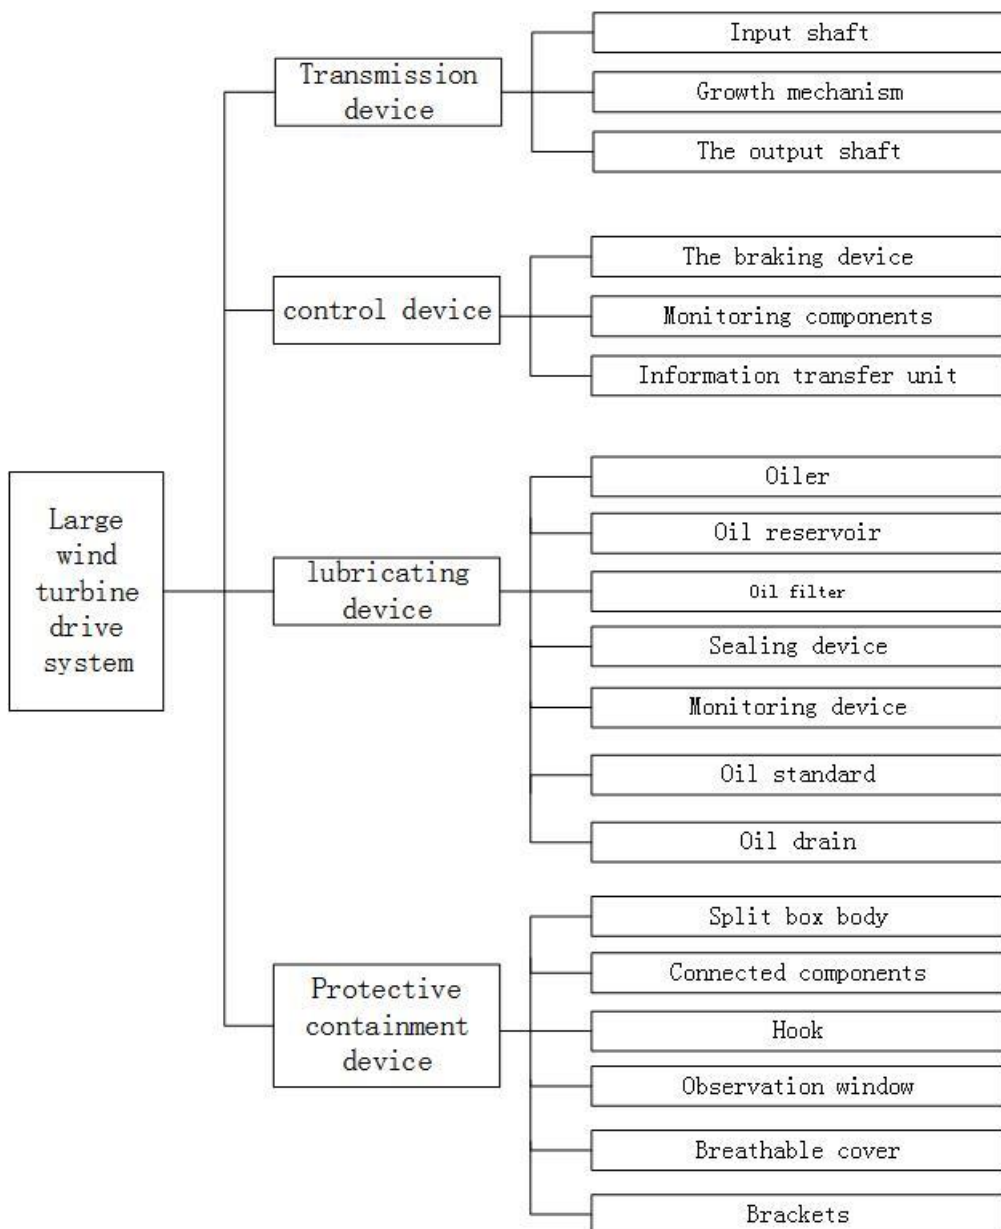 Large
wind
turbine
drive
system
Transmission
device
Input shaft
Growth mechanism
The output shaft
control device
The braking device
Monitoring components
Information transfer unit
lubricating
device
Oiler
Oil reservoir
Oil filter
Sealing device
Monitoring device
Oil standard
Oil drain
Protective
containment
device
Split box body
Connected components
Hook
Observation window
Breathable cover
Brackets